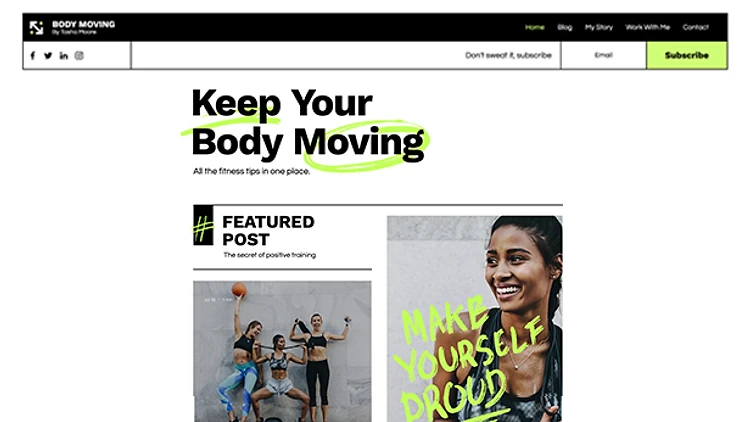 BODY MOVING
By Tasha Moore
Home Blog My Story Work With Me Contact
Don't sweat it, subscribe
Email
Subscribe
Keep Your
Body Moving
All the fitness tips in one place.
#
FEATURED
POST
The secret of positive training
MAKE
YOURSELF
PROUD